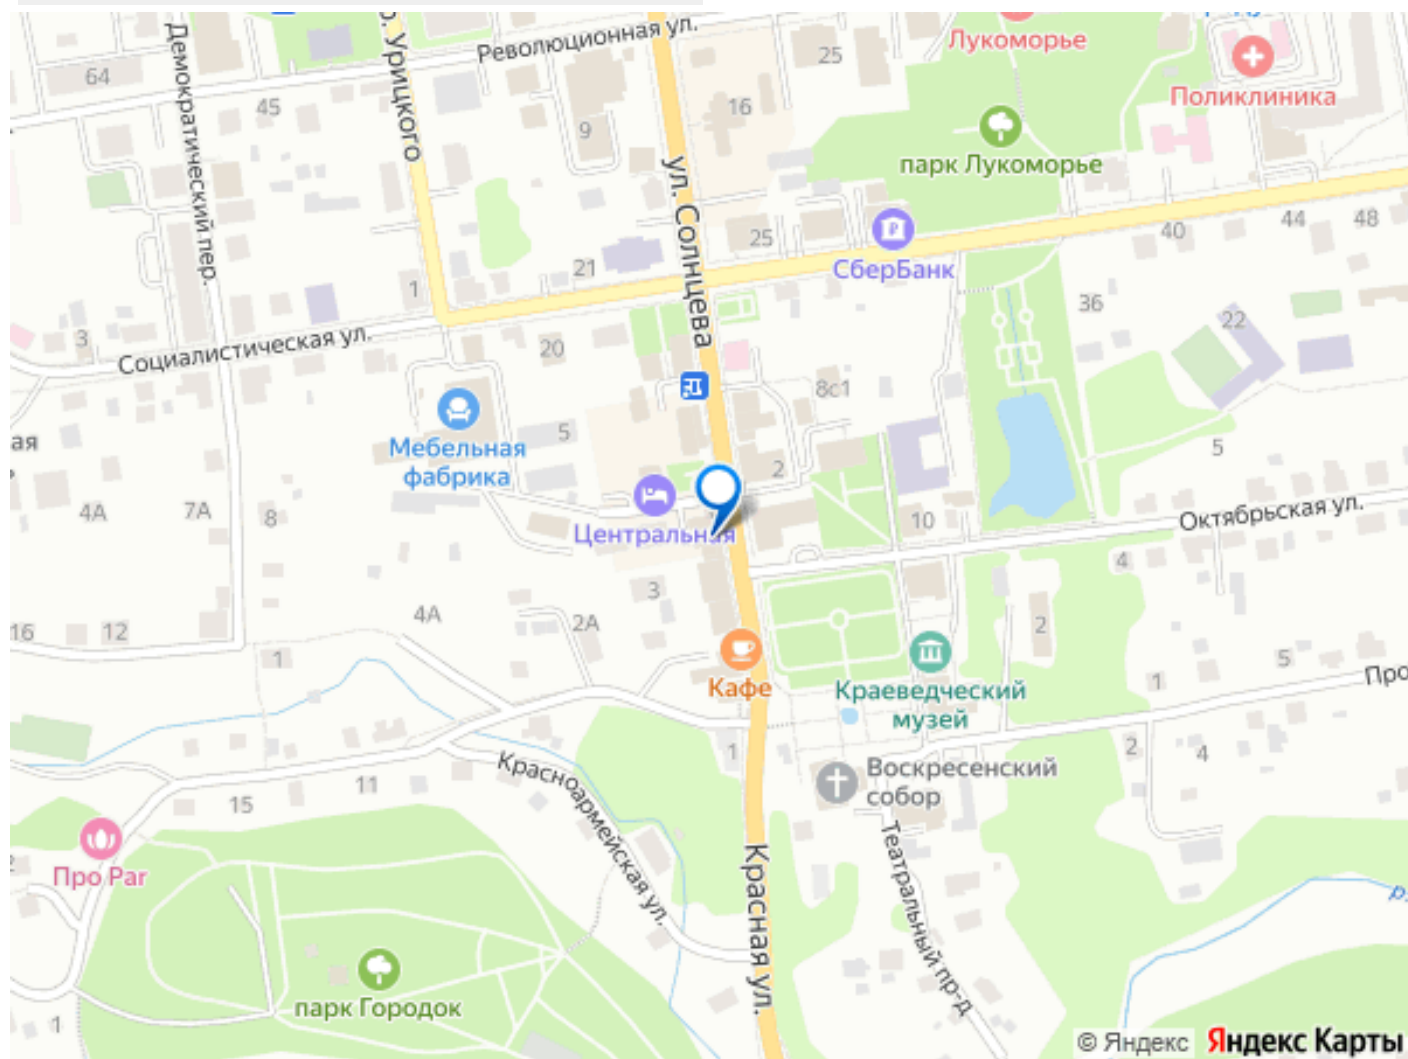 Революционная ул.
Лукоморье
25
64
45
Демократический пер.
Урицкого
9
16
Поликлиника
парк Лукоморье
ул. Солнцева
25
СберБанк
40
44
48
21
1
36
22
3
Социалистическая ул.
20
8с1
ая
Мебельная
фабрика
5
2
5
4А
7А
8
Центральная
10
Октябрьская ул.
4
3
4А
2А
16
12
1
2
Кафе
Краеведческий
музей
1
5
Про
1
2
4
Воскресенский
собор
Красноармейская ул.
11
15
Про Раг
Театральный пр-д
Красная ул.
парк Городок
1
© Яндекс Яндекс Карты